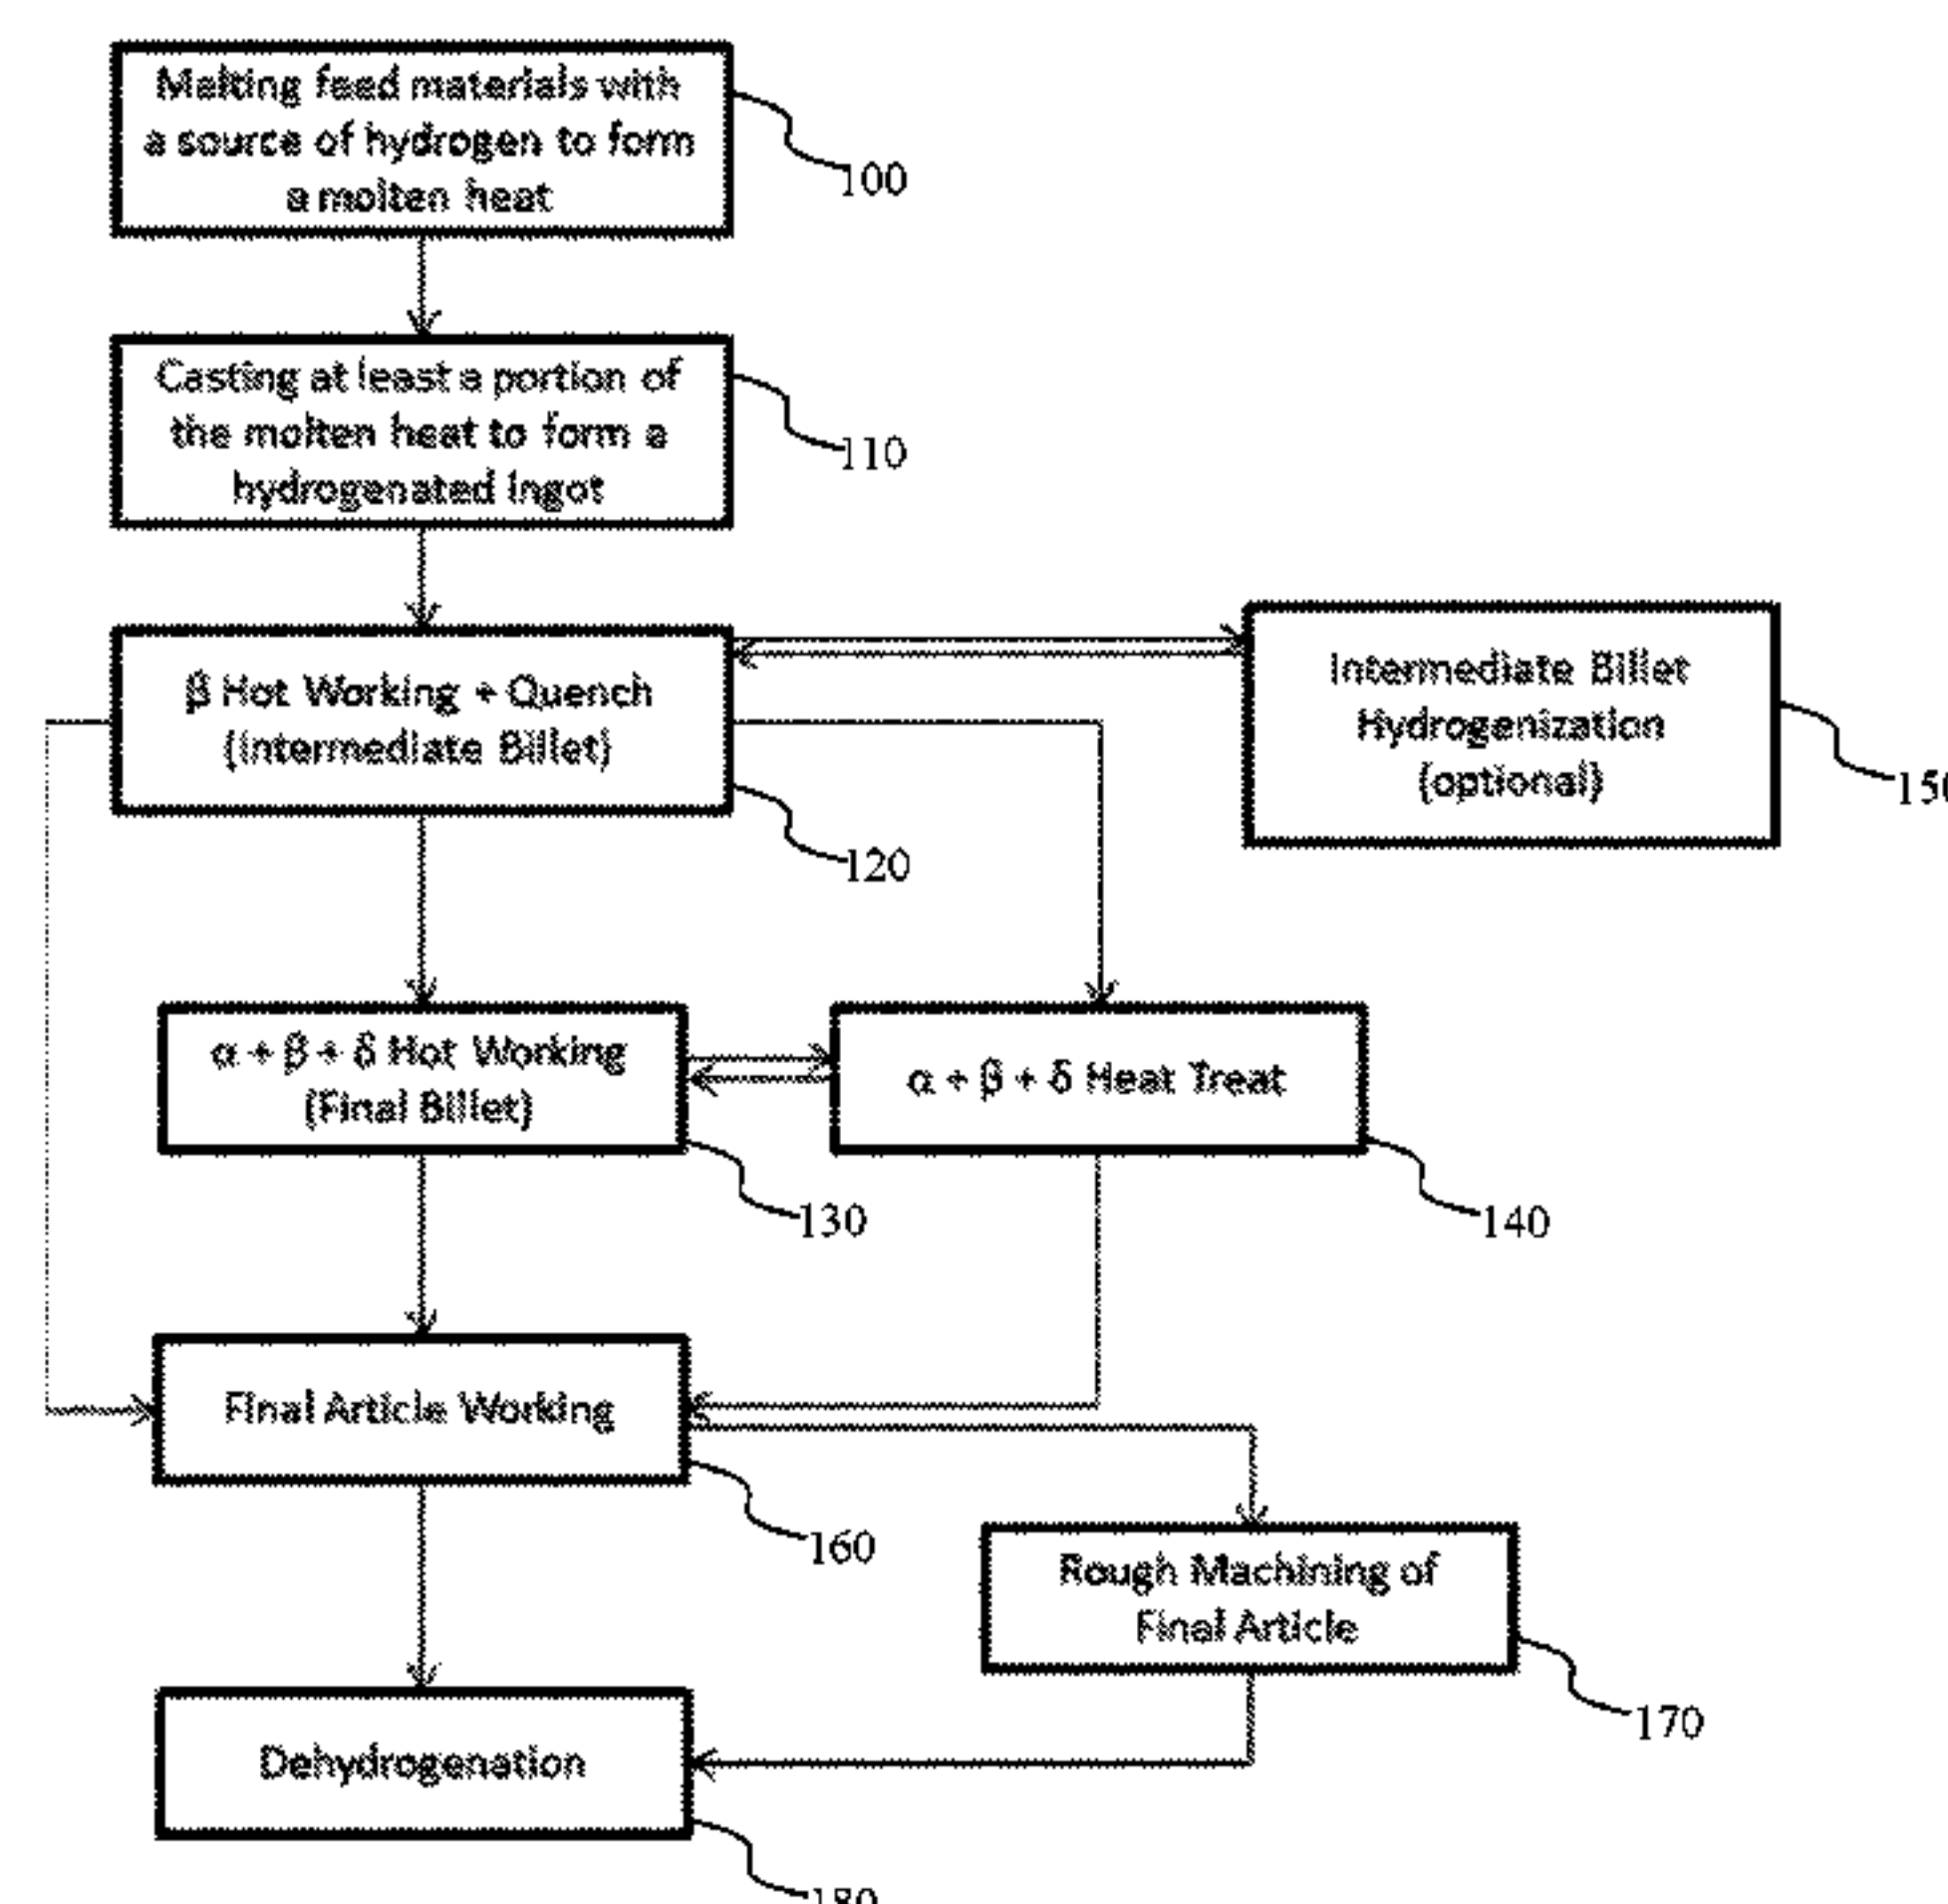 Melting feed materials with
a source of hydrogen to form
a molten heat
100
Casting at least a portion of
the molten heat to form a
hydrogenated ingot
110
β Hot Working + Quench
(Intermediate Billet)
120
Intermediate Billet
Hydrogenization
(optional)
150
α + β + δ Hot Working
(Final Billet)
130
α + β + δ Heat Treat
140
Final Article Working
160
Rough Machining of
Final Article
170
Dehydrogenation
180